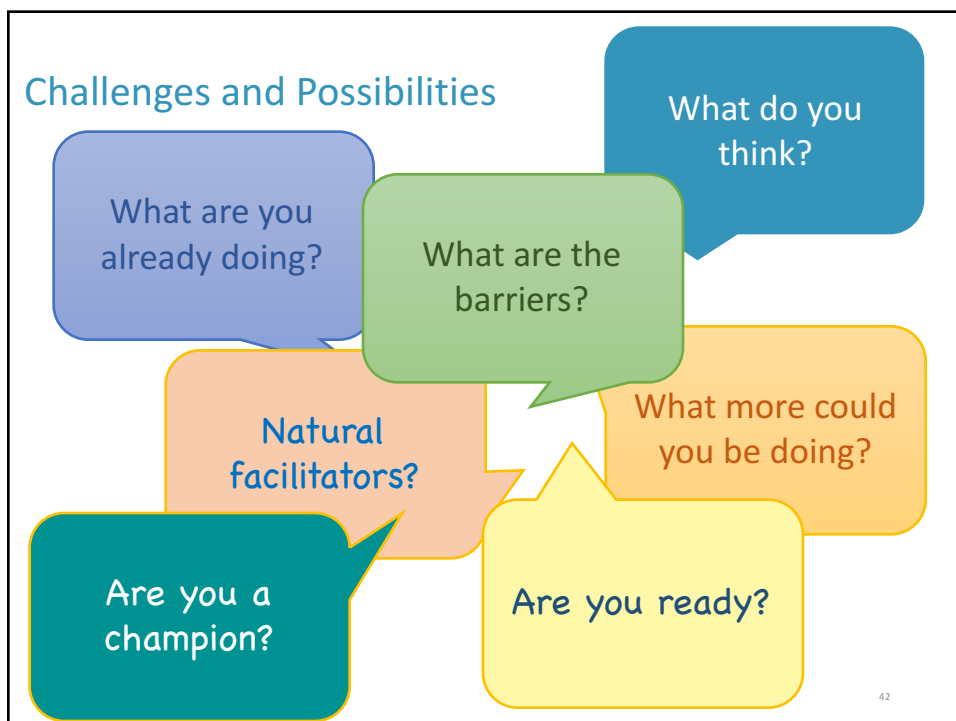 Challenges and Possibilities
What do you
think?
What are you
already doing?
What are the
barriers?
Natural
facilitators?
What more could
you be doing?
Are you a
champion?
Are you ready?
42